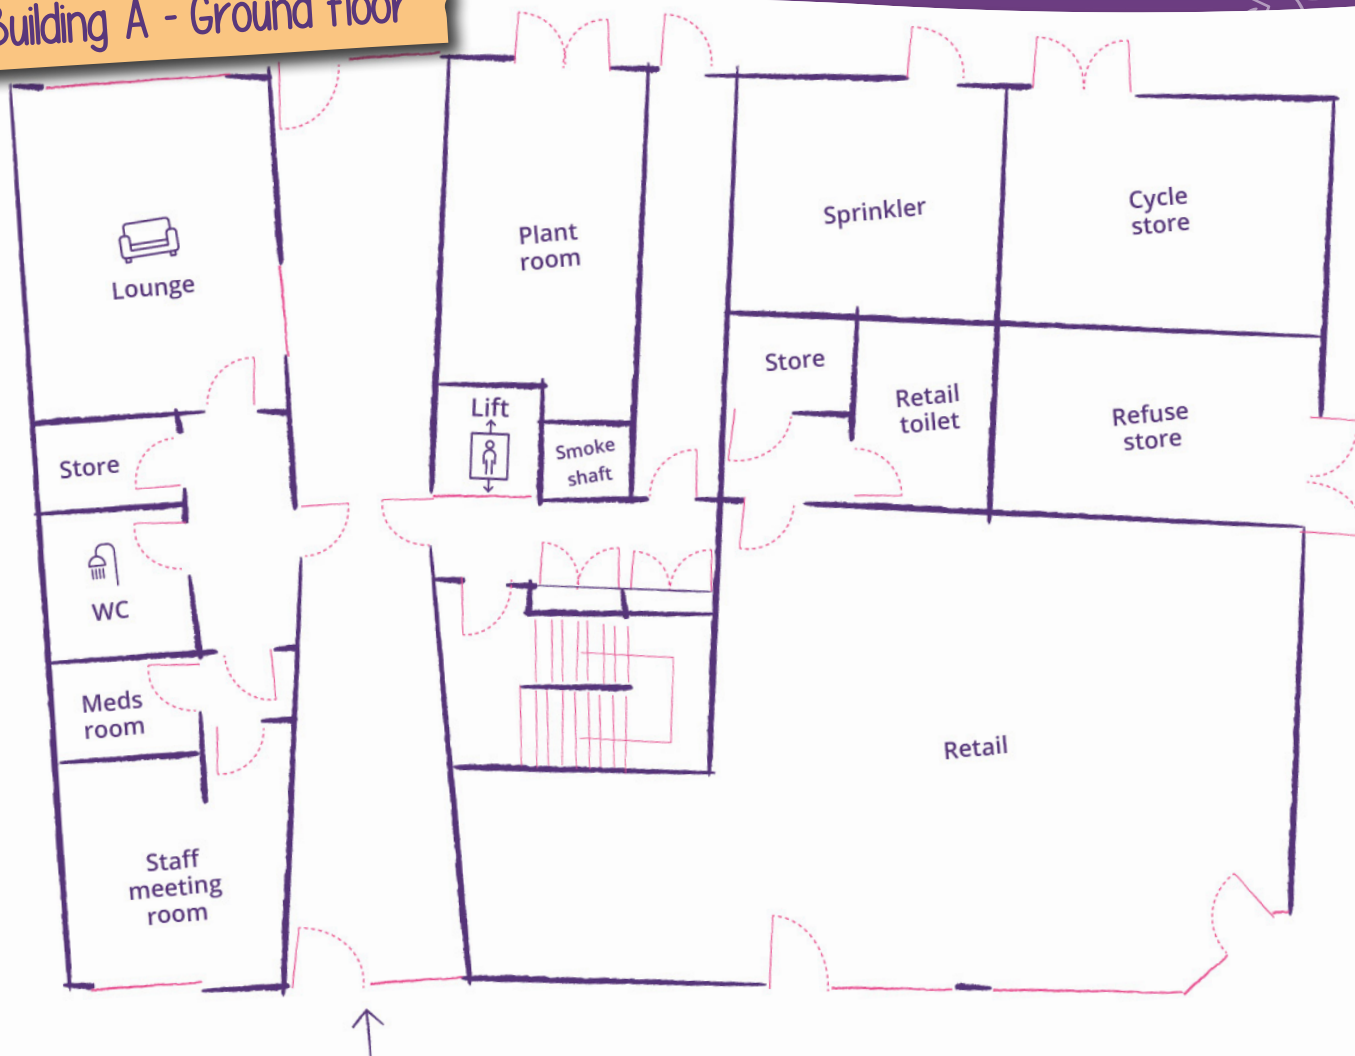 Building A - Ground floor
Lounge
Plant
room
Sprinkler
Cycle
store
Store
Retail
toilet
Refuse
store
Lift
Smoke
shaft
Store
WC
Meds
room
Retail
Staff
meeting
room